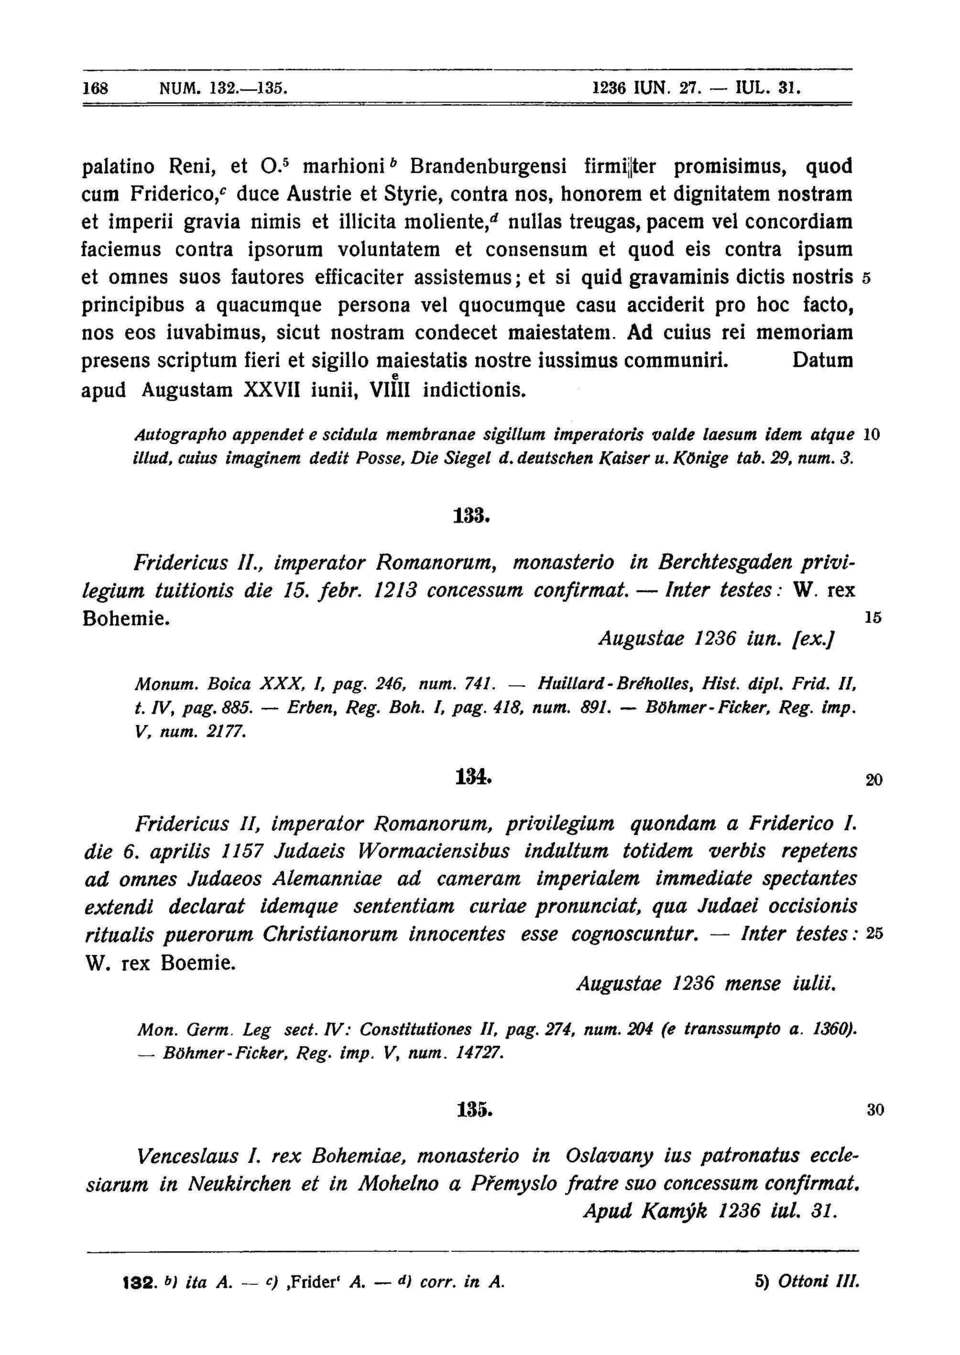 168 NUM. 132.—135. 1236 IUN. 27. — IUL. 31.
palatino Reni, et O.⁵ marhioni ᵇ Brandenburgensi firmi||ter promisimus, quod
cum Friderico,ᶜ duce Austrie et Styrie, contra nos, honorem et dignitatem nostram
et imperii gravia nimis et illicita moliente,ᵈ nullas treugas, pacem vel concordiam
faciemus contra ipsorum voluntatem et consensum et quod eis contra ipsum
et omnes suos fautores efficaciter assistemus; et si quid gravaminis dictis nostris 5
principibus a quacumque persona vel quocumque casu acciderit pro hoc facto,
nos eos iuvabimus, sicut nostram condecet maiestatem. Ad cuius rei memoriam
presens scriptum fieri et sigillo maiestatis nostre iussimus communiri. Datum
apud Augustam XXVII iunii, VIIIIͤ indictionis.
Autographo appendet e scidula membranae sigillum imperatoris valde laesum idem atque 10
illud, cuius imaginem dedit Posse, Die Siegel d. deutschen Kaiser u. Könige tab. 29, num. 3.
133.
Fridericus II., imperator Romanorum, monasterio in Berchtesgaden privi-
legium tuitionis die 15. febr. 1213 concessum confirmat. — Inter testes: W. rex
Bohemie. 15
Augustae 1236 iun. [ex.]
Monum. Boica XXX, I, pag. 246, num. 741. — Huillard-Bréholles, Hist. dipl. Frid. II,
t. IV, pag. 885. — Erben, Reg. Boh. I, pag. 418, num. 891. — Böhmer-Ficker, Reg. imp.
V, num. 2177.
134. 20
Fridericus II, imperator Romanorum, privilegium quondam a Friderico I.
die 6. aprilis 1157 Judaeis Wormaciensibus indultum totidem verbis repetens
ad omnes Judaeos Alemanniae ad cameram imperialem immediate spectantes
extendi declarat idemque sententiam curiae pronunciat, qua Judaei occisionis
ritualis puerorum Christianorum innocentes esse cognoscuntur. — Inter testes: 25
W. rex Boemie.
Augustae 1236 mense iulii.
Mon. Germ. Leg sect. IV: Constitutiones II, pag. 274, num. 204 (e transsumpto a. 1360).
— Böhmer-Ficker, Reg. imp. V, num. 14727.
135. 30
Venceslaus I. rex Bohemiae, monasterio in Oslavany ius patronatus eccle-
siarum in Neukirchen et in Mohelno a Přemyslo fratre suo concessum confirmat.
Apud Kamýk 1236 iul. 31.
132. ᵇ) ita A. — ᶜ) ‚Frider‘ A. — ᵈ) corr. in A. 5) Ottoni III.